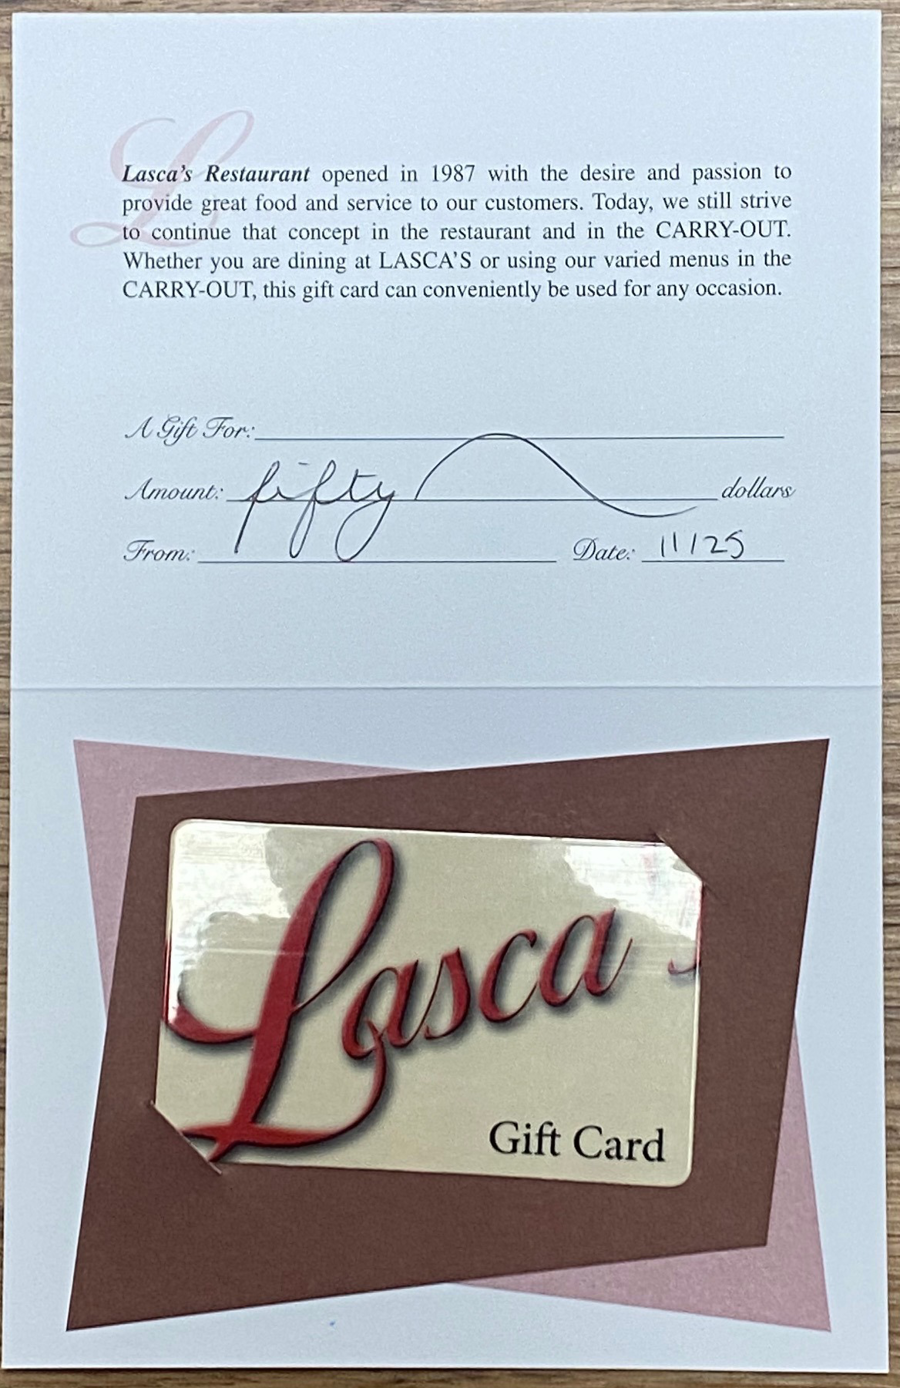 L
Lasca's Restaurant opened in 1987 with the desire and passion to
provide great food and service to our customers. Today, we still strive
to continue that concept in the restaurant and in the CARRY-OUT.
Whether you are dining at LASCA'S or using our varied menus in the
CARRY-OUT, this gift card can conveniently be used for any occasion.
A Gift For:
Amount: fifty dollars
From: Date: 11/25
Lasca's
Gift Card